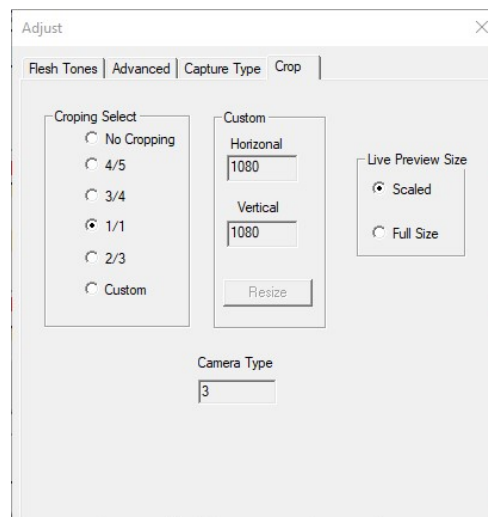 Adjust
Flesh Tones Advanced Capture Type Crop
Croping Select
No Cropping
4/5
3/4
1/1
2/3
Custom
Custom
Horizonal
1080
Vertical
1080
Resize
Live Preview Size
Scaled
Full Size
Camera Type
3